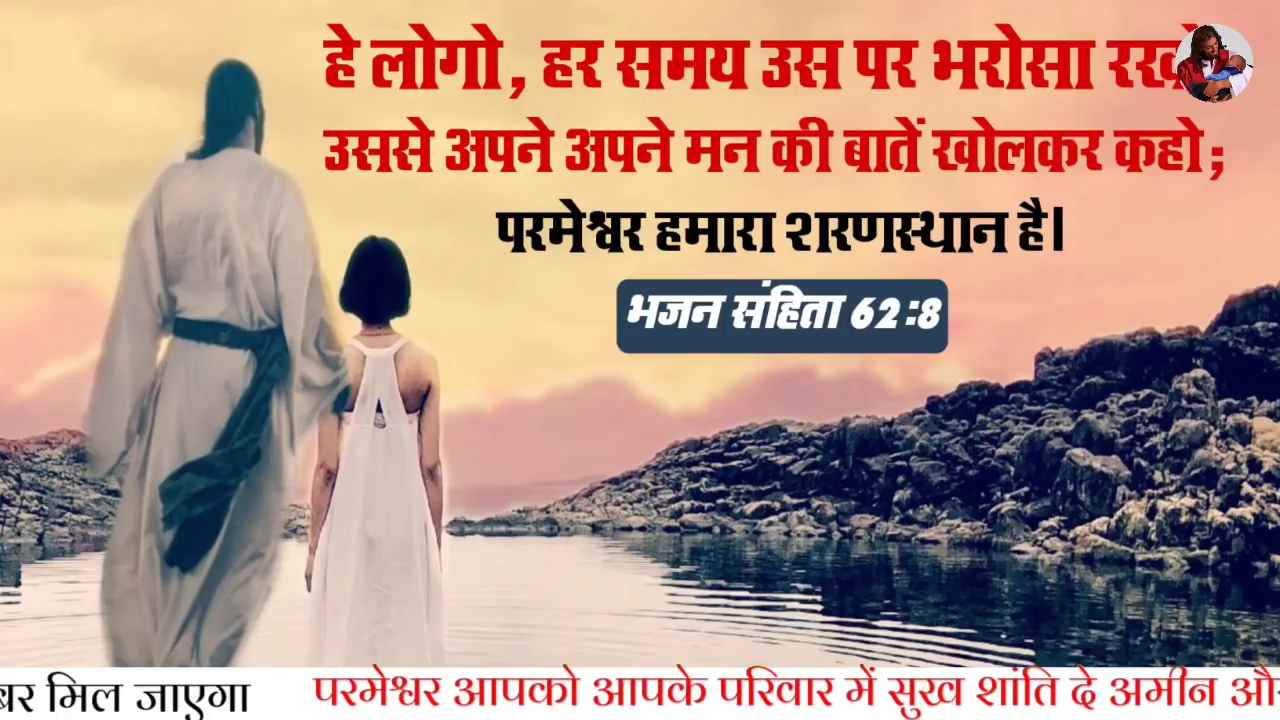 हे लोगो, हर समय उस पर भरोसा
उससे अपने अपने मन की बातें खोलकर कहो;
परमेश्वर हमारा शरणस्थान है।
भजन संहिता 62:8
मिल जाएगा परमेश्वर आपको आपके परिवार में सुख शांति दे अमीन